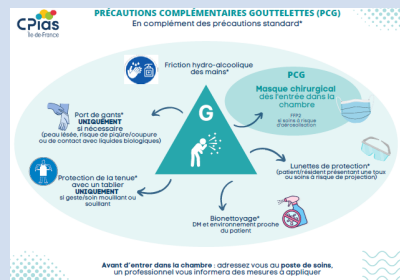 CPias
Île-de-France
PRÉCAUTIONS COMPLÉMENTAIRES GOUTTELETTES (PCG)
En complément des précautions standard*
Friction hydro-alcoolique
des mains*
PCG
Masque chirurgical
dès l'entrée dans la
chambre
FFP2
si soins à risque
d'aérosolisation
G
Port de gants*
UNIQUEMENT
si nécessaire
(peau lésée, risque de piqûre/coupure
ou de contact avec liquides biologiques)
Protection de la tenue*
avec un tablier
UNIQUEMENT
si geste/soin mouillant ou
souillant
Lunettes de protection*
(patient/résident présentant une toux
ou soins à risque de projection)
Bionettoyage*
DM et environnement proche
du patient
Avant d'entrer dans la chambre : adressez vous au poste de soins,
un professionnel vous informera des mesures à appliquer